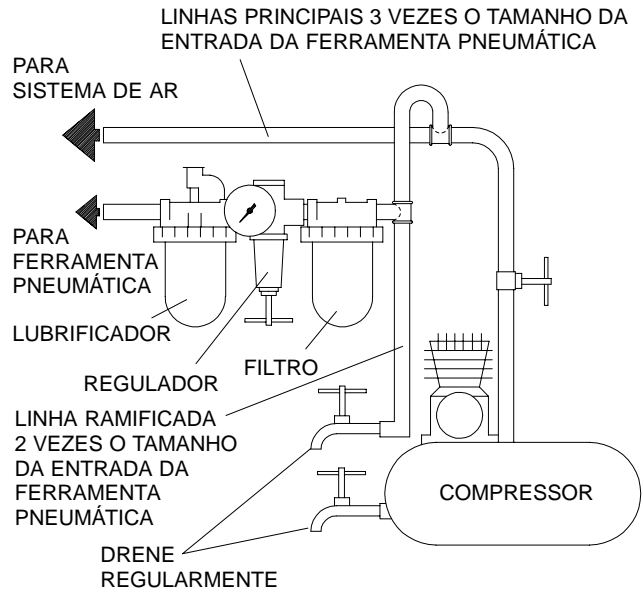 LINHAS PRINCIPAIS 3 VEZES O TAMANHO DA
ENTRADA DA FERRAMENTA PNEUMÁTICA
PARA
SISTEMA DE AR
PARA
FERRAMENTA
PNEUMÁTICA
LUBRIFICADOR
REGULADOR
FILTRO
LINHA RAMIFICADA
2 VEZES O TAMANHO
DA ENTRADA DA
FERRAMENTA
PNEUMÁTICA
COMPRESSOR
DRENE
REGULARMENTE